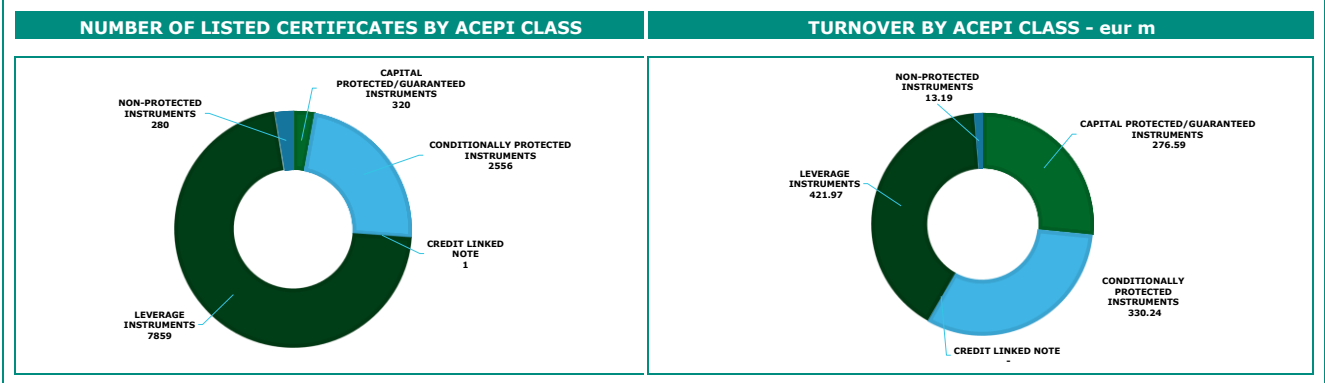 NUMBER OF LISTED CERTIFICATES BY ACEPI CLASS
CAPITAL
PROTECTED/GUARANTEED
INSTRUMENTS
320
NON-PROTECTED
INSTRUMENTS
280
CONDITIONALLY PROTECTED
INSTRUMENTS
2556
CREDIT LINKED
NOTE
1
LEVERAGE
INSTRUMENTS
7859
TURNOVER BY ACEPI CLASS - eur m
NON-PROTECTED
INSTRUMENTS
13.19
CAPITAL PROTECTED/GUARANTEED
INSTRUMENTS
276.59
LEVERAGE
INSTRUMENTS
421.97
CONDITIONALLY
PROTECTED
INSTRUMENTS
330.24
CREDIT LINKED NOTE
-